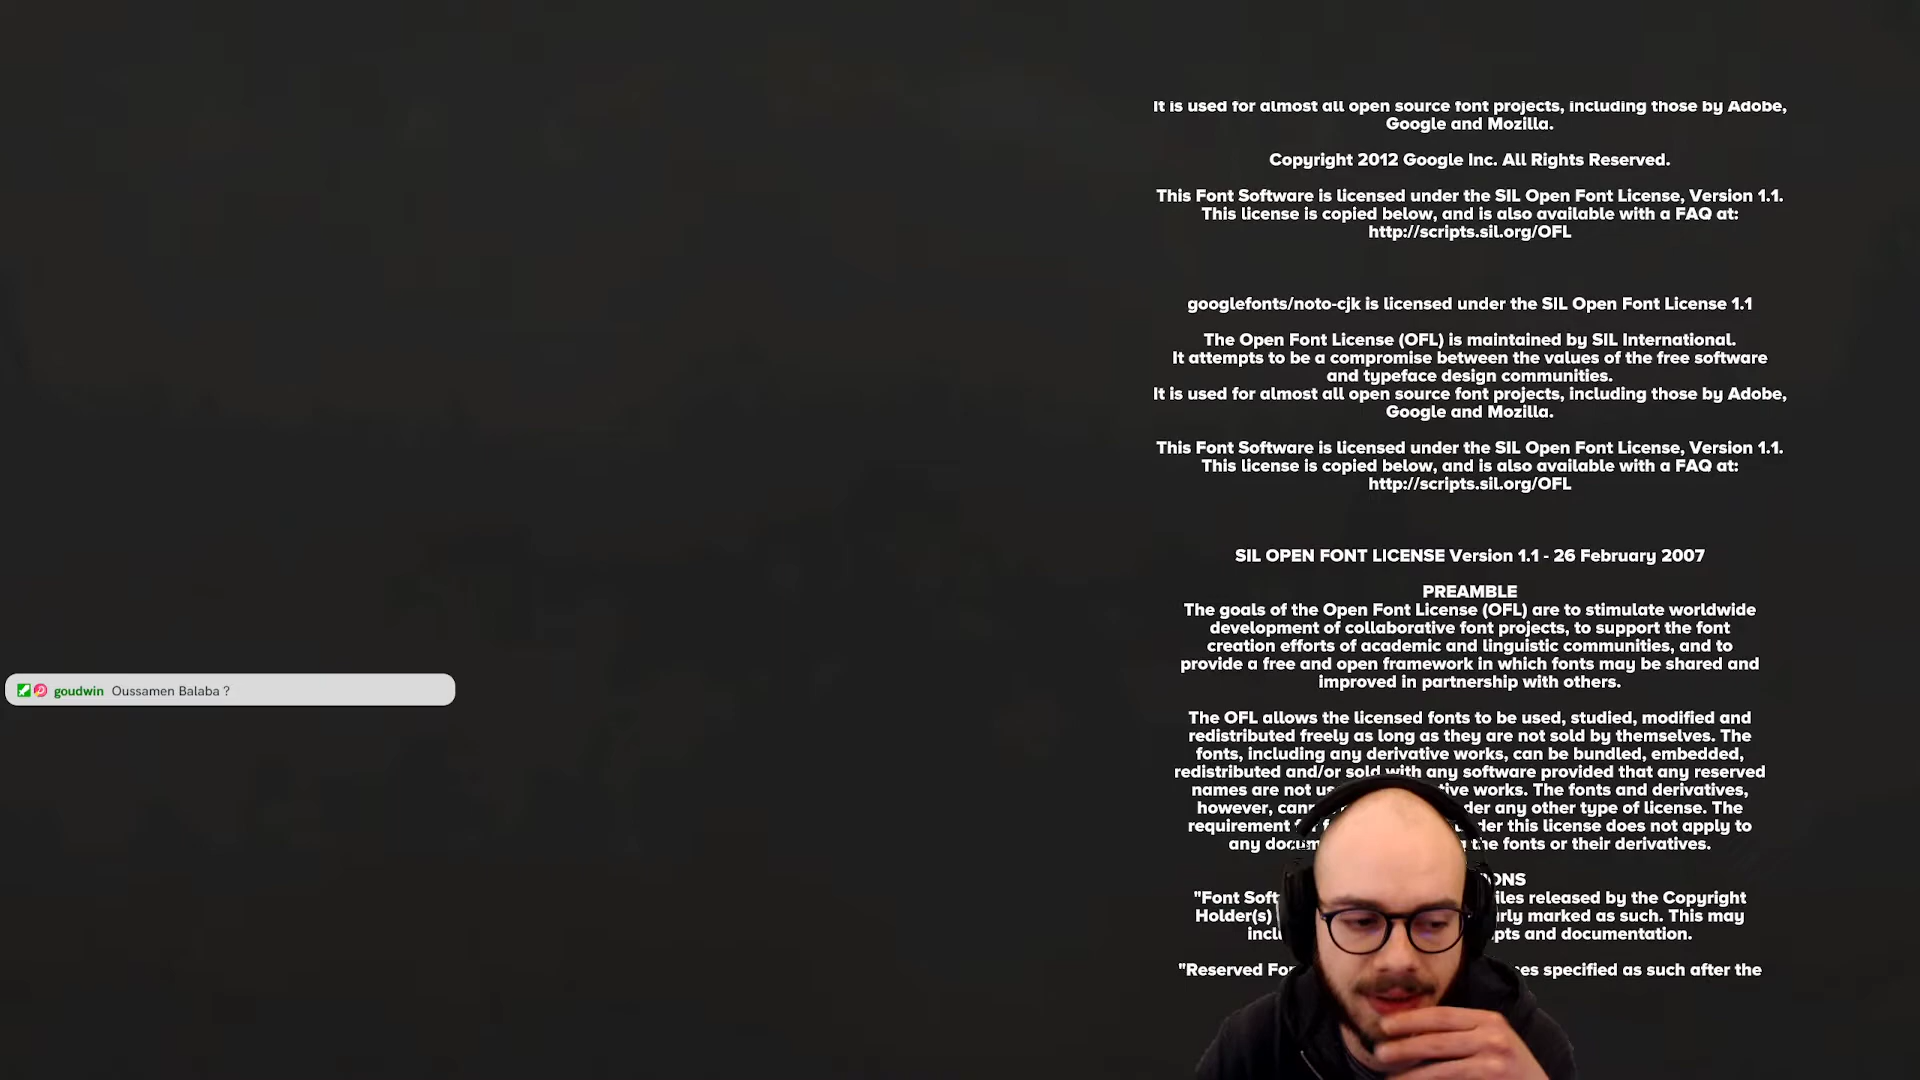 It is used for almost all open source font projects, including those by Adobe,
Google and Mozilla.
Copyright 2012 Google Inc. All Rights Reserved.
This Font Software is licensed under the SIL Open Font License, Version 1.1.
This license is copied below, and is also available with a FAQ at:
http://scripts.sil.org/OFL
googlefonts/noto-cjk is licensed under the SIL Open Font License 1.1
The Open Font License (OFL) is maintained by SIL International.
It attempts to be a compromise between the values of the free software
and typeface design communities.
It is used for almost all open source font projects, including those by Adobe,
Google and Mozilla.
This Font Software is licensed under the SIL Open Font License, Version 1.1.
This license is copied below, and is also available with a FAQ at:
http://scripts.sil.org/OFL
SIL OPEN FONT LICENSE Version 1.1 - 26 February 2007
PREAMBLE
The goals of the Open Font License (OFL) are to stimulate worldwide
development of collaborative font projects, to support the font
creation efforts of academic and linguistic communities, and to
provide a free and open framework in which fonts may be shared and
improved in partnership with others.
goudwin Oussamen Balaba ?
The OFL allows the licensed fonts to be used, studied, modified and
redistributed freely as long as they are not sold by themselves. The
fonts, including any derivative works, can be bundled, embedded,
redistributed and/or sold with any software provided that any reserved
names are not tive works. The fonts and derivatives,
however, der any other type of license. The
requirement der this license does not apply to
any the fonts or their derivatives.
ONS
"Font iles released by the Copyright
Holder(s) rly marked as such. This may
pts and documentation.
"Reserved es specified as such after the